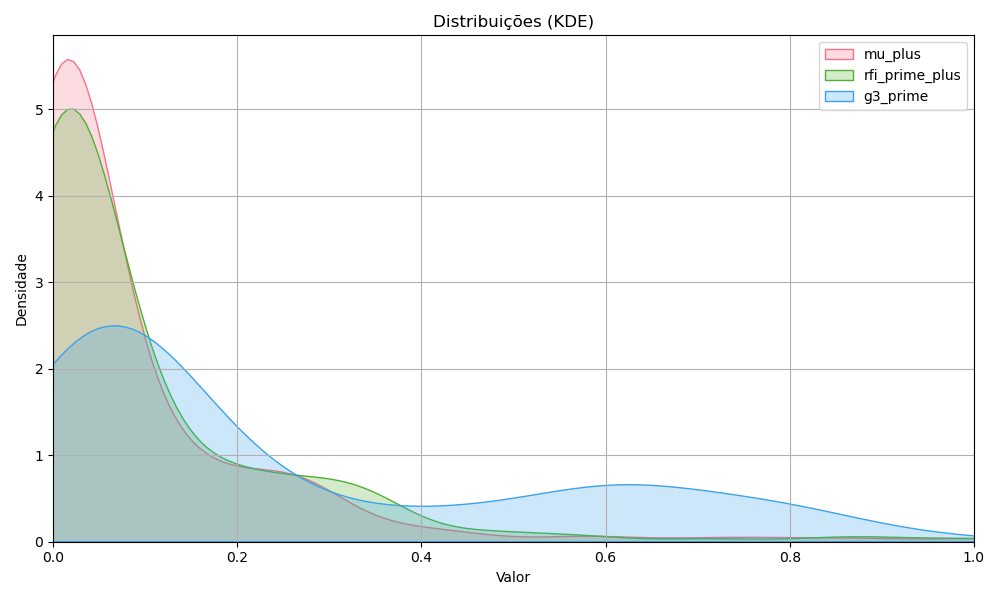 Distribuições (KDE)
mu_plus
rfi_prime_plus
g3_prime
Densidade
5
4
3
2
1
0
0.0
0.2
0.4
0.6
0.8
1.0
Valor